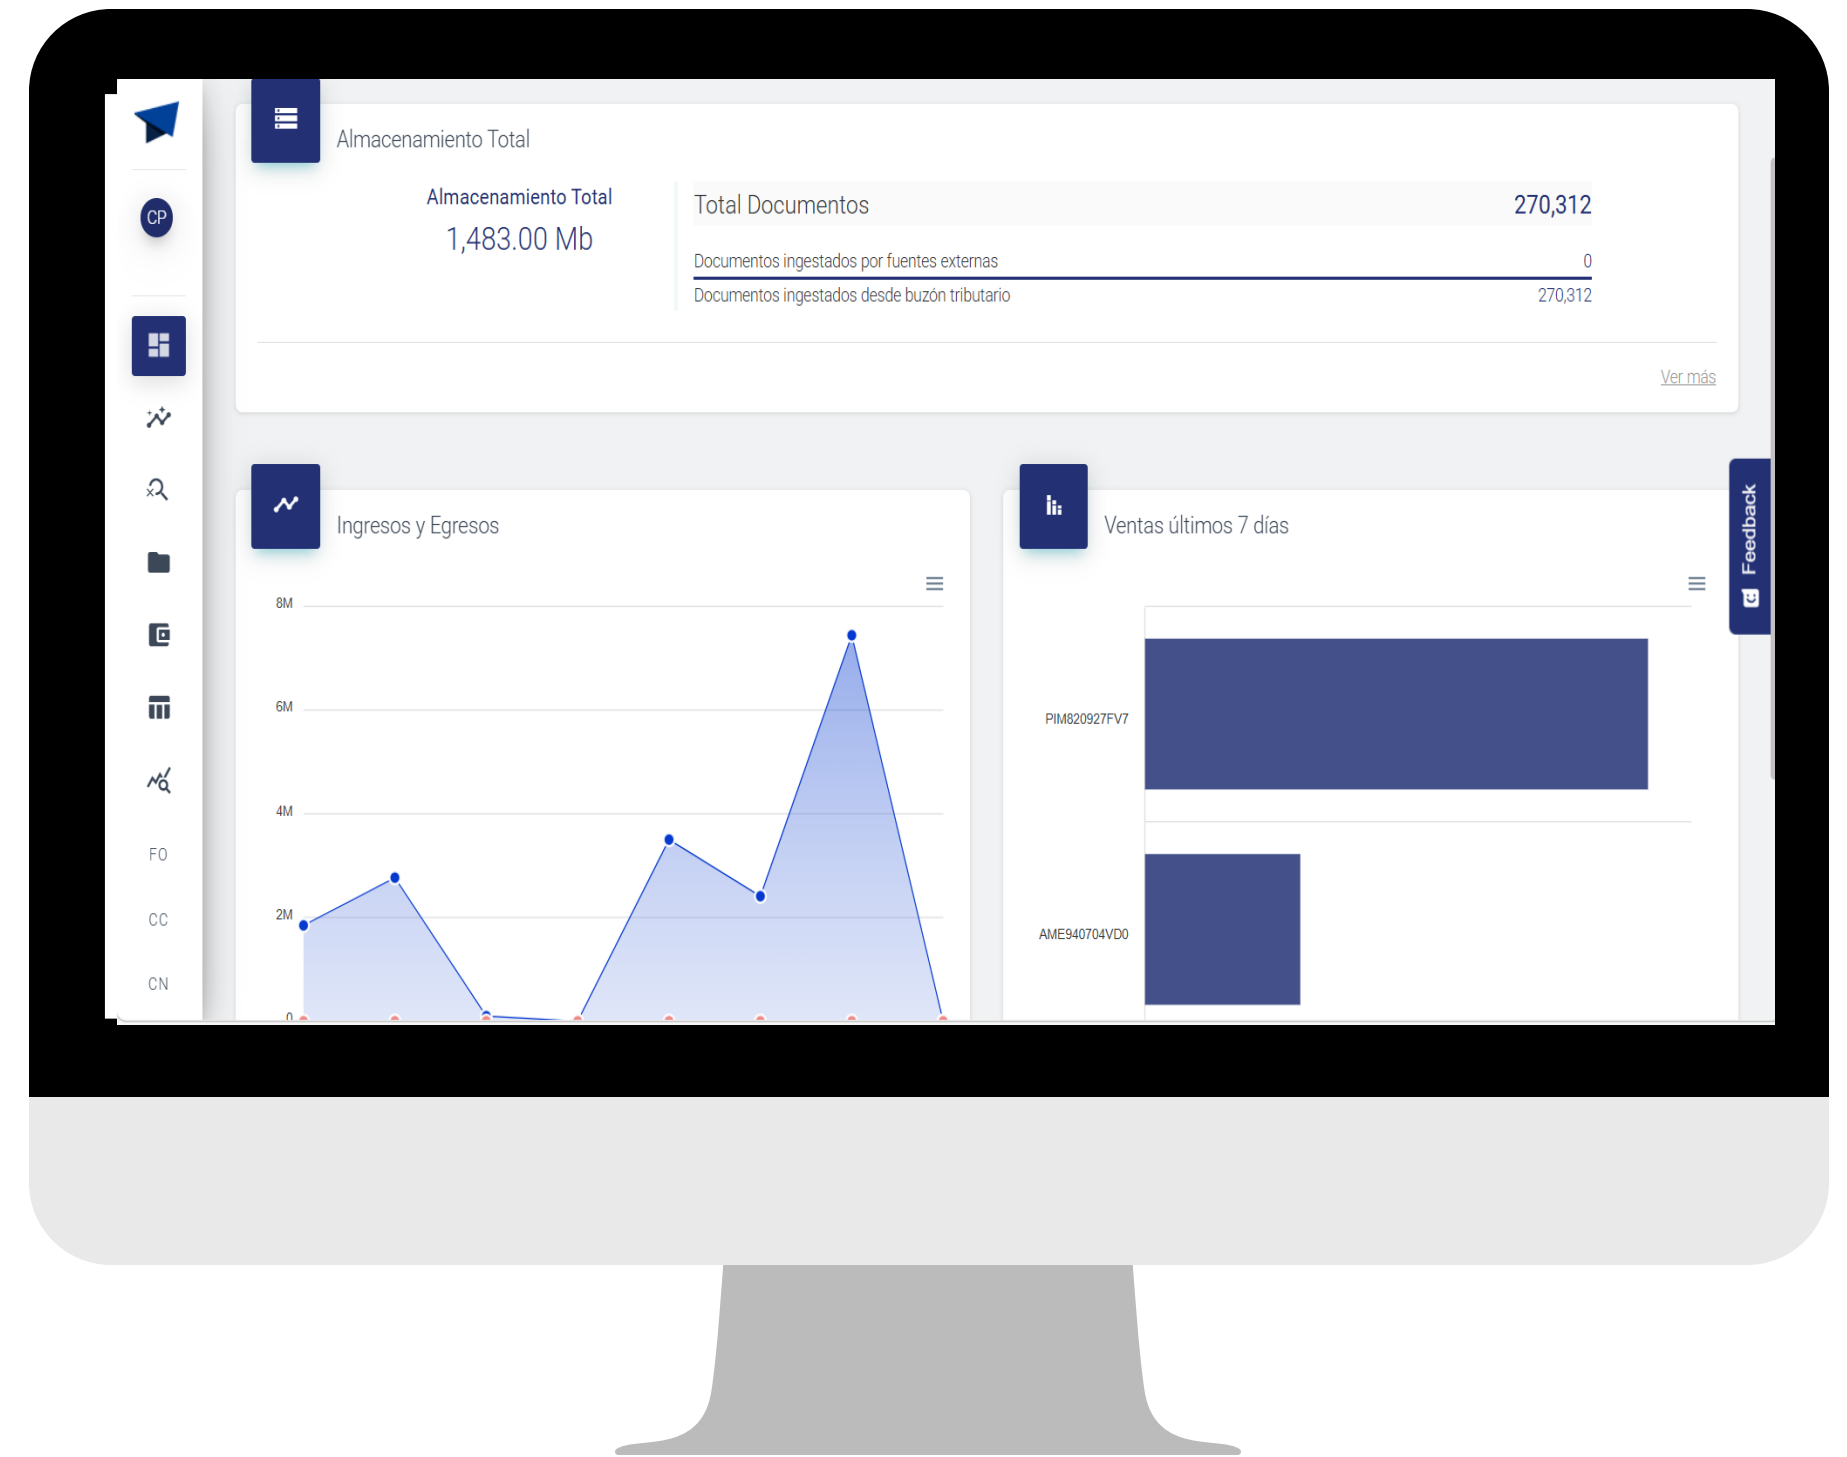 CP
FO
CC
CN
Almacenamiento Total
Almacenamiento Total
1,483.00 Mb
Total Documentos 270,312
Documentos ingestados por fuentes externas 0
Documentos ingestados desde buzón tributario 270,312
Ver más
Ingresos y Egresos
8M
6M
4M
2M
0
Ventas últimos 7 días
PIM820927FV7
AME940704VD0
Feedback